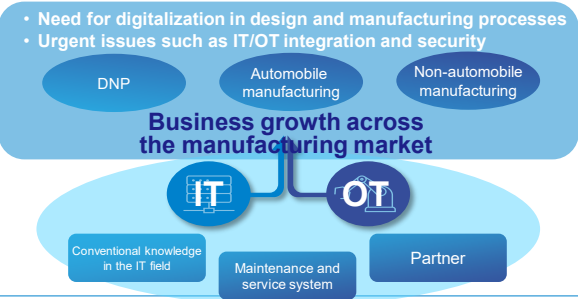 • Need for digitalization in design and manufacturing processes
• Urgent issues such as IT/OT integration and security
DNP
Automobile
manufacturing
Non-automobile
manufacturing
Business growth across
the manufacturing market
IT
OT
Conventional knowledge
in the IT field
Maintenance and
service system
Partner